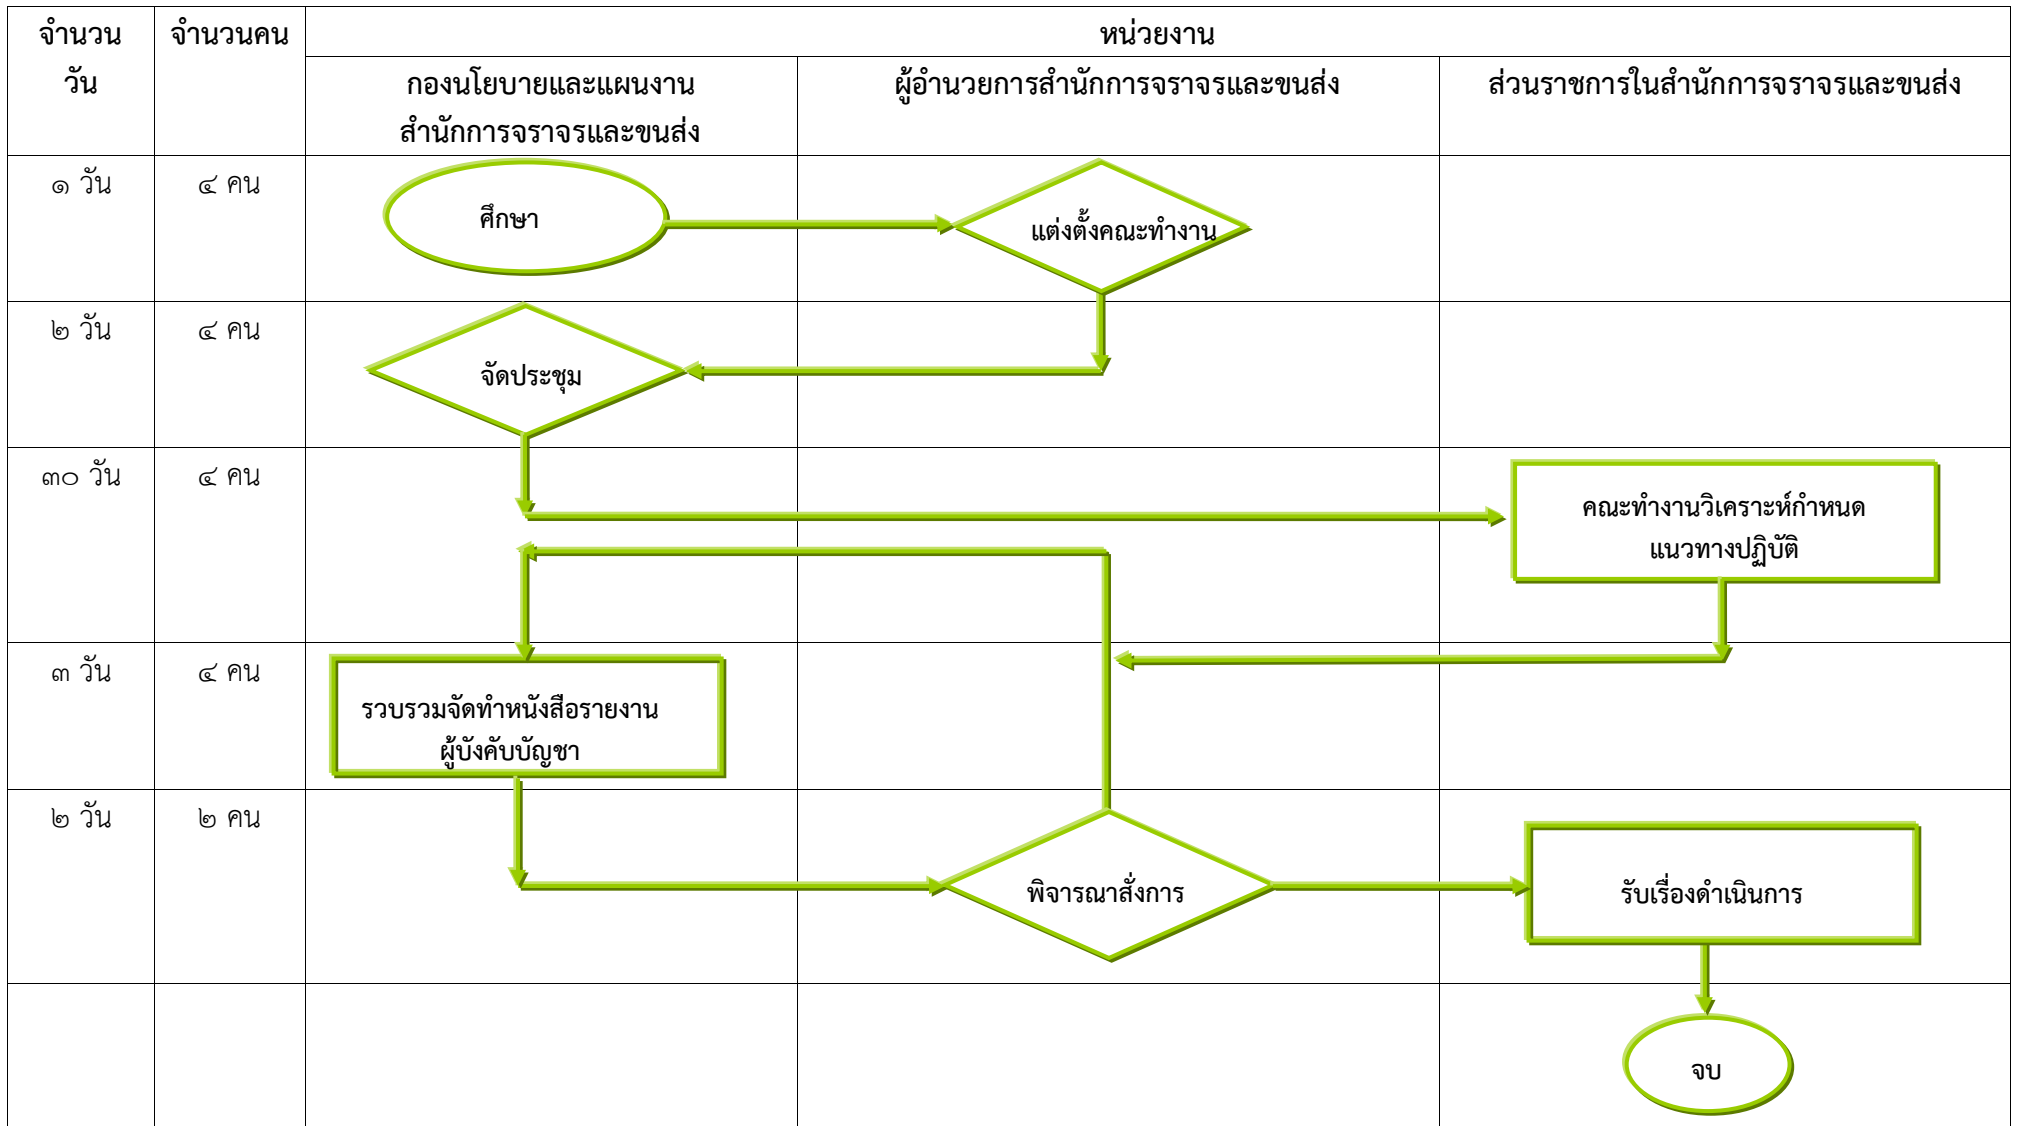 จำนวน
วัน
จำนวนคน
หน่วยงาน
กองนโยบายและแผนงาน
สำนักการจราจรและขนส่ง
ผู้อำนวยการสำนักการจราจรและขนส่ง
ส่วนราชการในสำนักการจราจรและขนส่ง
๑ วัน
๔ คน
ศึกษา
แต่งตั้งคณะทำงาน
๒ วัน
๔ คน
จัดประชุม
๓๐ วัน
๔ คน
คณะทำงานวิเคราะห์กำหนด
แนวทางปฏิบัติ
๓ วัน
๔ คน
รวบรวมจัดทำหนังสือรายงาน
ผู้บังคับบัญชา
๒ วัน
๒ คน
พิจารณาสั่งการ
รับเรื่องดำเนินการ
จบ